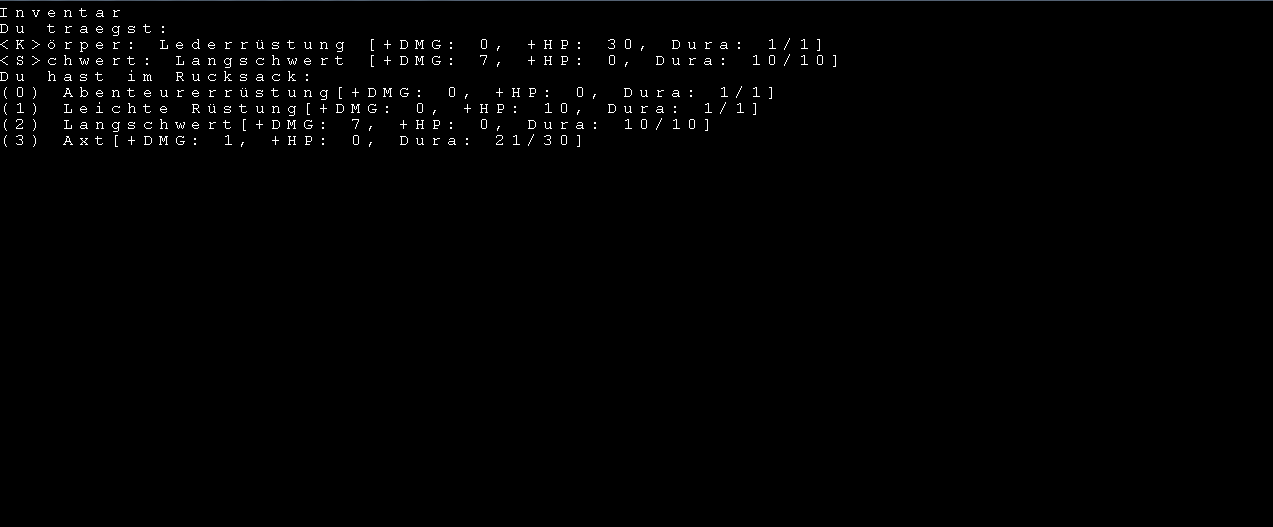 Inventar
Du traegst:
<K>örper: Lederrüstung [+DMG: 0, +HP: 30, Dura: 1/1]
<S>chwert: Langschwert [+DMG: 7, +HP: 0, Dura: 10/10]
Du hast im Rucksack:
(0) Abenteurerrüstung[+DMG: 0, +HP: 0, Dura: 1/1]
(1) Leichte Rüstung[+DMG: 0, +HP: 10, Dura: 1/1]
(2) Langschwert[+DMG: 7, +HP: 0, Dura: 10/10]
(3) Axt[+DMG: 1, +HP: 0, Dura: 21/30]